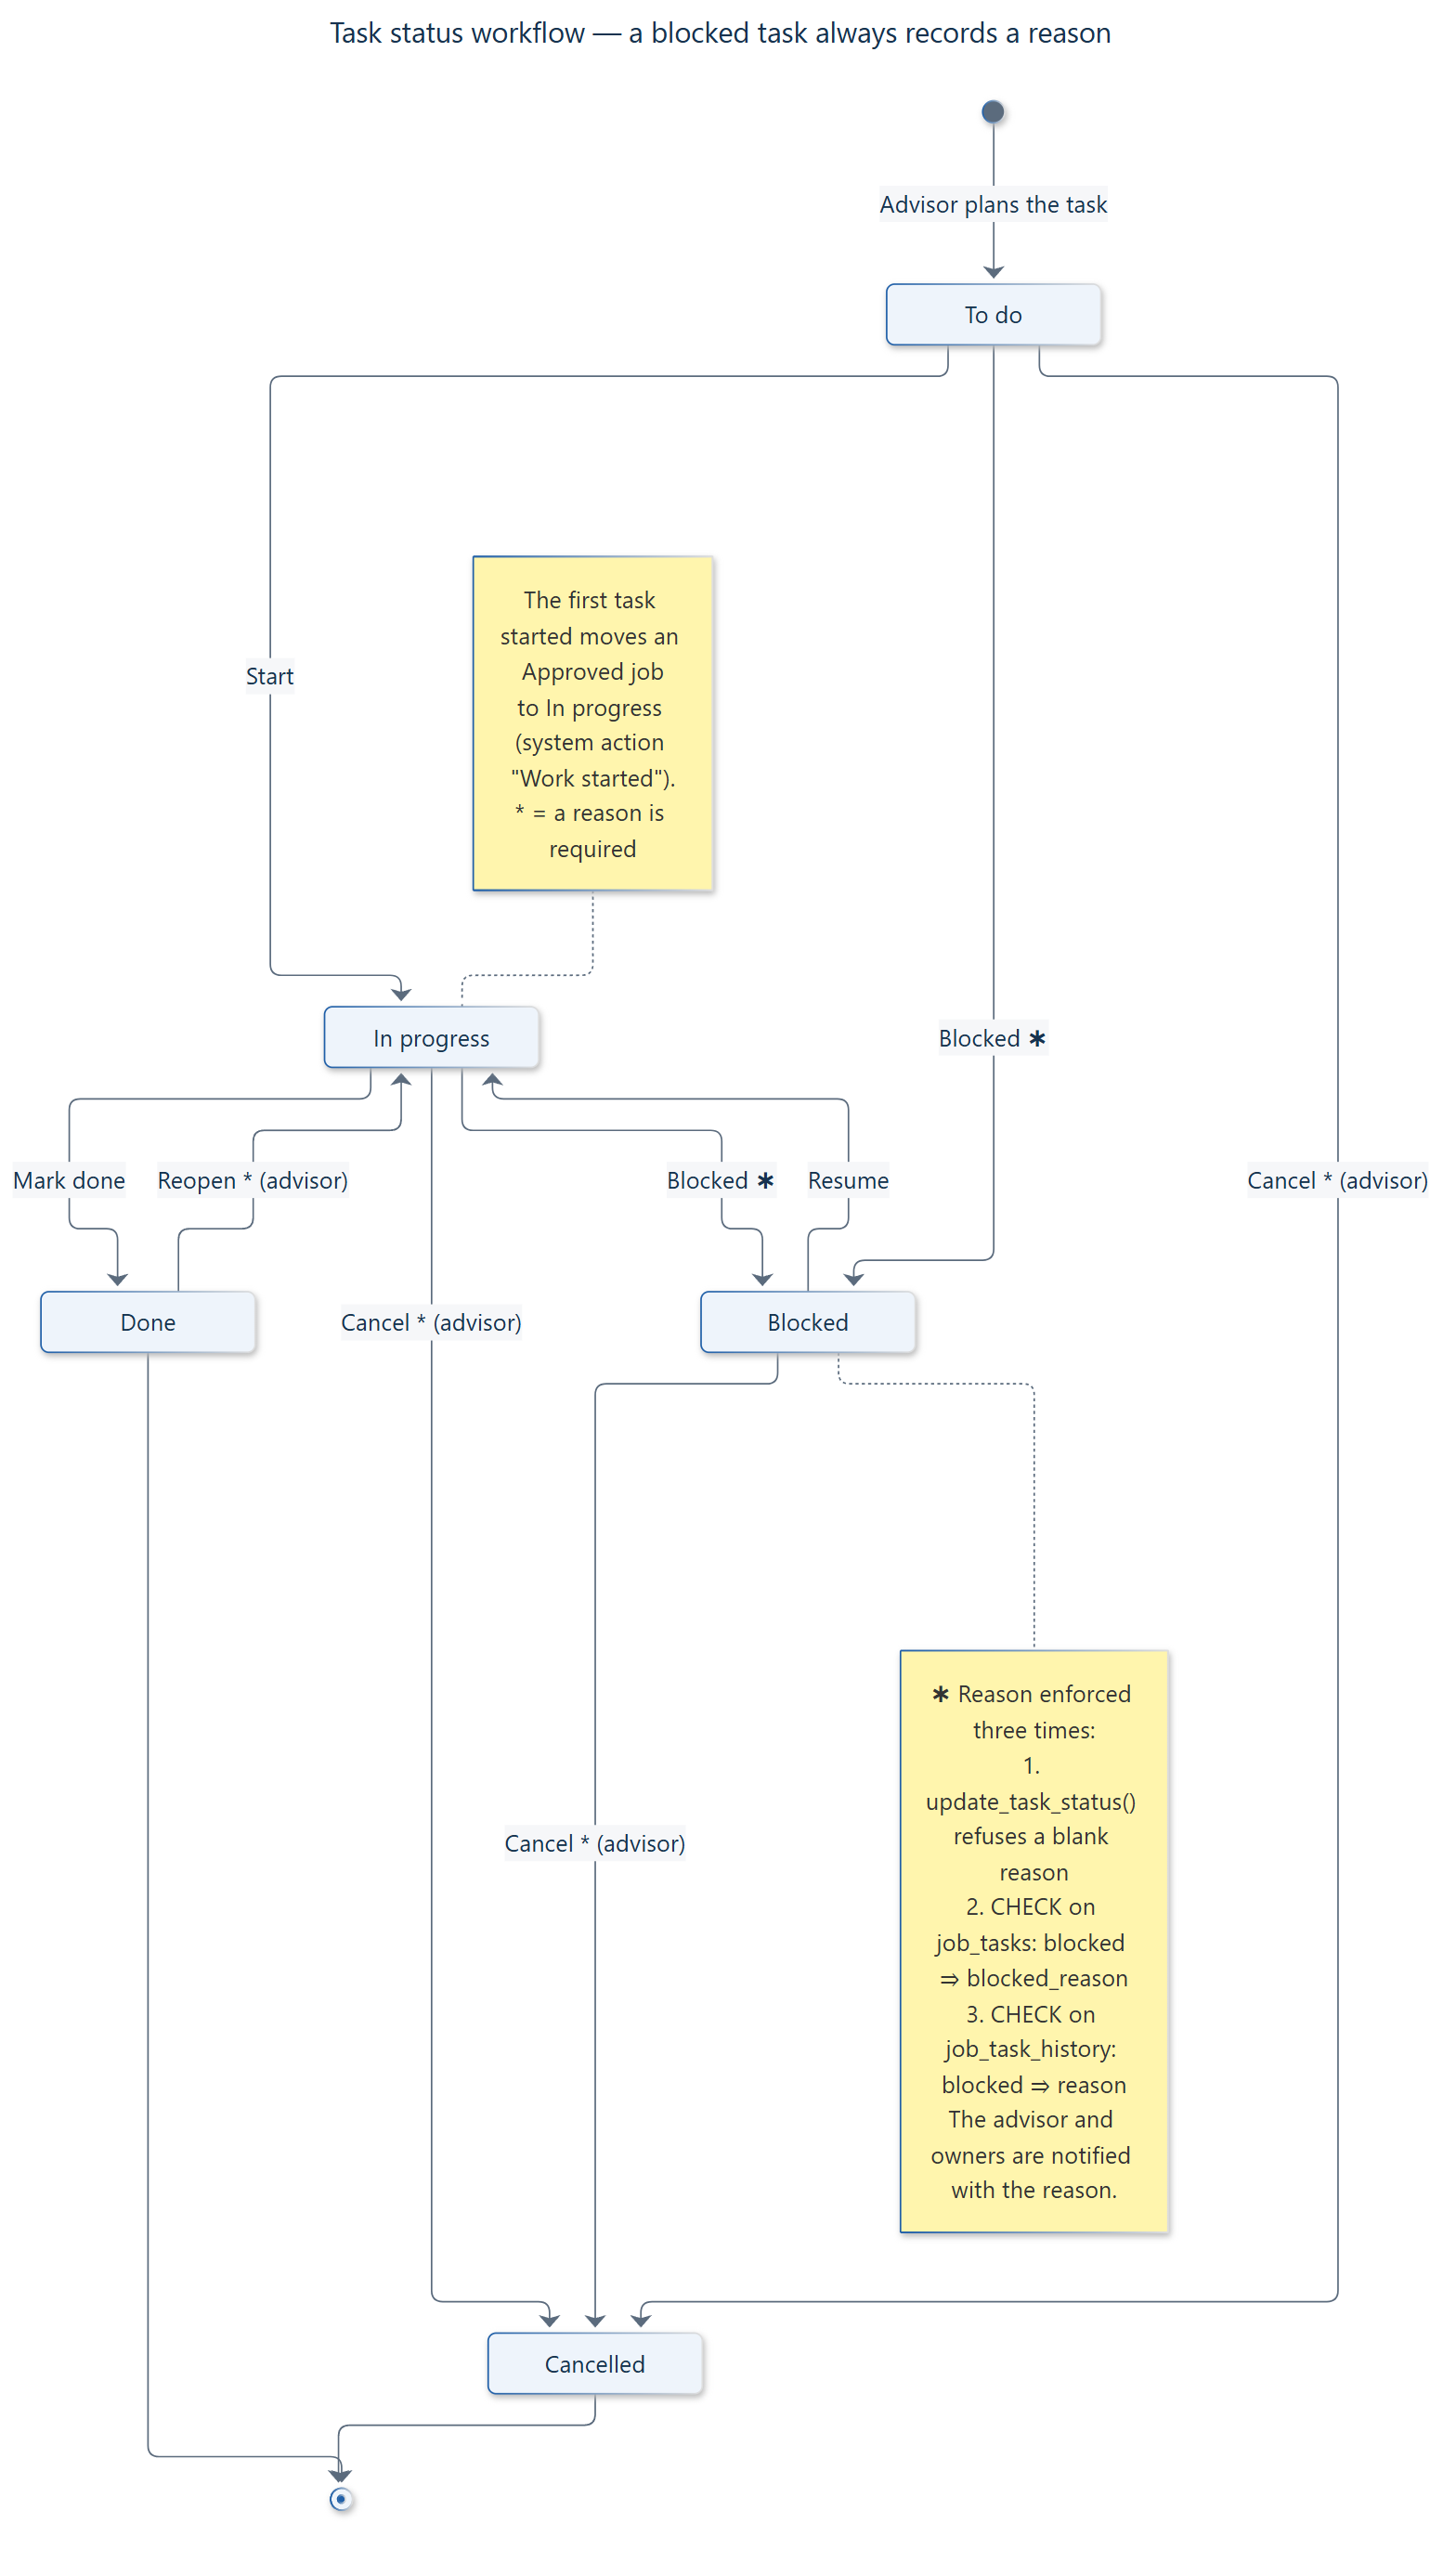 Task status workflow — a blocked task always records a reason
Advisor plans the task
To do
Start
The first task
started moves an
Approved job
to In progress
(system action
"Work started").
* = a reason is
required
In progress
Blocked ✱
Mark done
Reopen * (advisor)
Blocked ✱
Resume
Cancel * (advisor)
Done
Cancel * (advisor)
Blocked
✱ Reason enforced
three times:
1.
update_task_status()
refuses a blank
reason
2. CHECK on
job_tasks: blocked
⇒ blocked_reason
3. CHECK on
job_task_history:
blocked ⇒ reason
The advisor and
owners are notified
with the reason.
Cancel * (advisor)
Cancelled